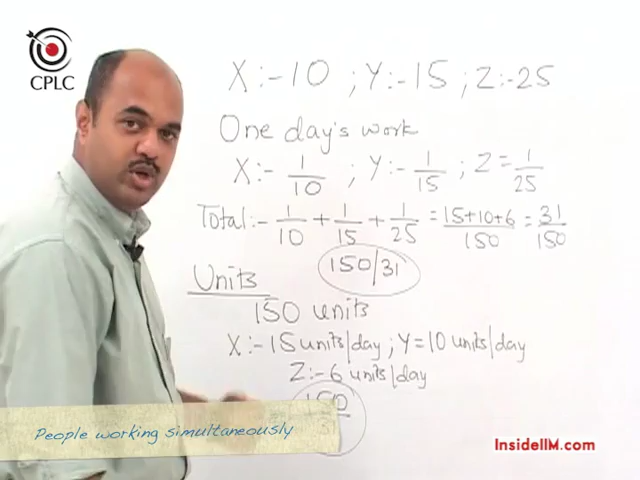 CPLC
X:-10 ; Y:-15 ; Z:-25
One day's work
X:- 1/10 ; Y:- 1/15 ; Z = 1/25
Total:- 1/10 + 1/15 + 1/25 = 15+10+6/150 = 31/150
150/31
Units
150 units
X:- 15 units/day ; Y = 10 units/day
Z:- 6 units/day
150
31
People working simultaneously
InsideIIM.com